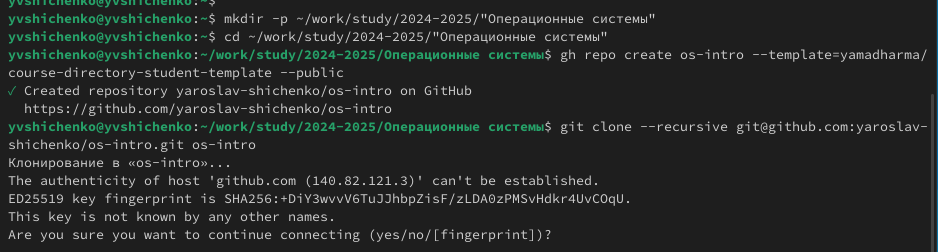 yvshichenko@yvshichenko:~$
yvshichenko@yvshichenko:~$ mkdir -p ~/work/study/2024-2025/"Операционные системы"
yvshichenko@yvshichenko:~$ cd ~/work/study/2024-2025/"Операционные системы"
yvshichenko@yvshichenko:~/work/study/2024-2025/Операционные системы$ gh repo create os-intro --template=yamadharma/
course-directory-student-template --public
✓ Created repository yaroslav-shichenko/os-intro on GitHub
https://github.com/yaroslav-shichenko/os-intro
yvshichenko@yvshichenko:~/work/study/2024-2025/Операционные системы$ git clone --recursive git@github.com:yaroslav-
shichenko/os-intro.git os-intro
Клонирование в «os-intro»...
The authenticity of host 'github.com (140.82.121.3)' can't be established.
ED25519 key fingerprint is SHA256:+DiY3wvvV6TuJJhbpZisF/zLDA0zPMSvHdkr4UvCOqU.
This key is not known by any other names.
Are you sure you want to continue connecting (yes/no/[fingerprint])?